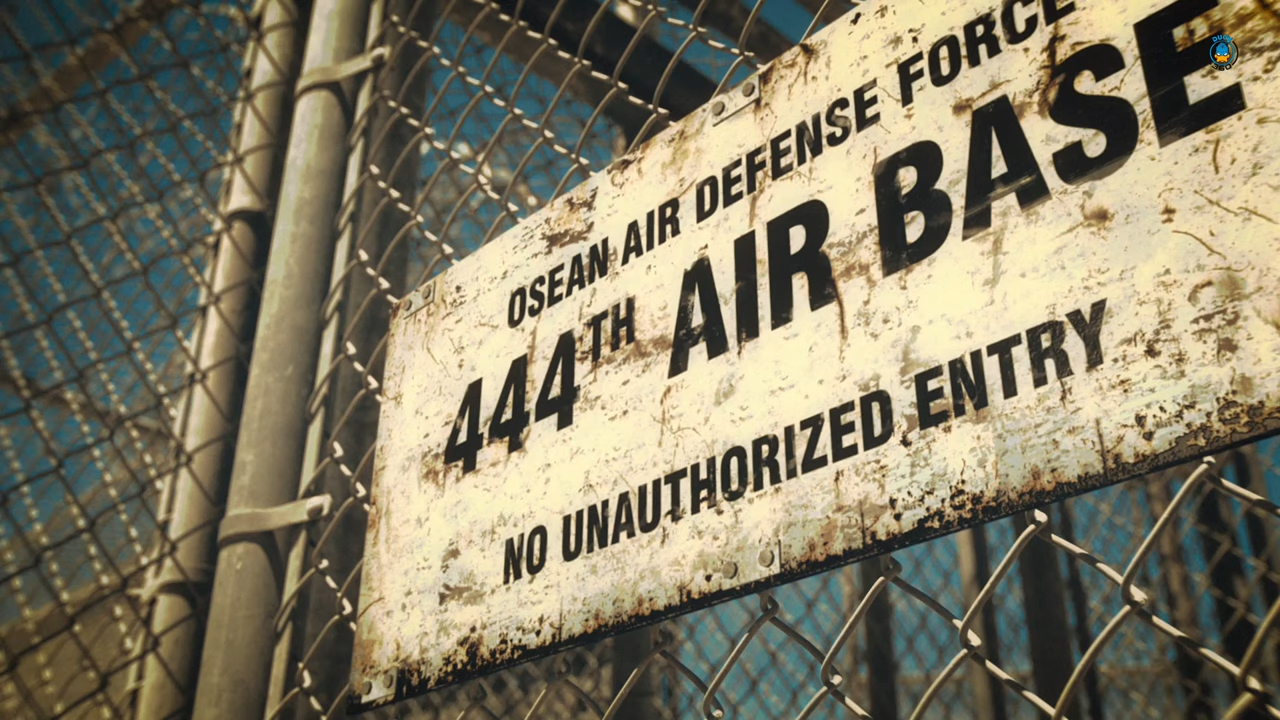 OSEAN AIR DEFENSE FORCE
444TH AIR BASE
NO UNAUTHORIZED ENTRY